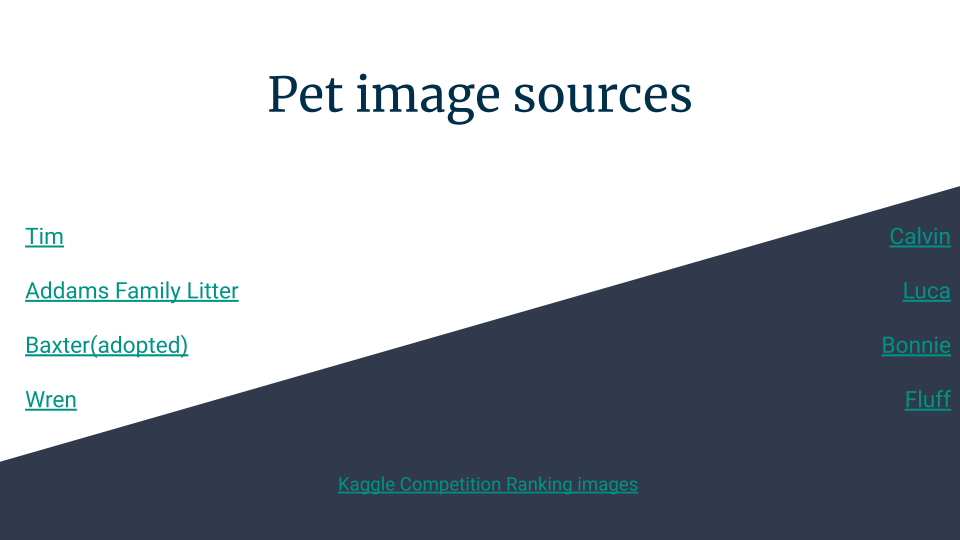 Pet image sources
Tim
Addams Family Litter
Baxter(adopted)
Wren
Calvin
Luca
Bonnie
Fluff
Kaggle Competition Ranking images